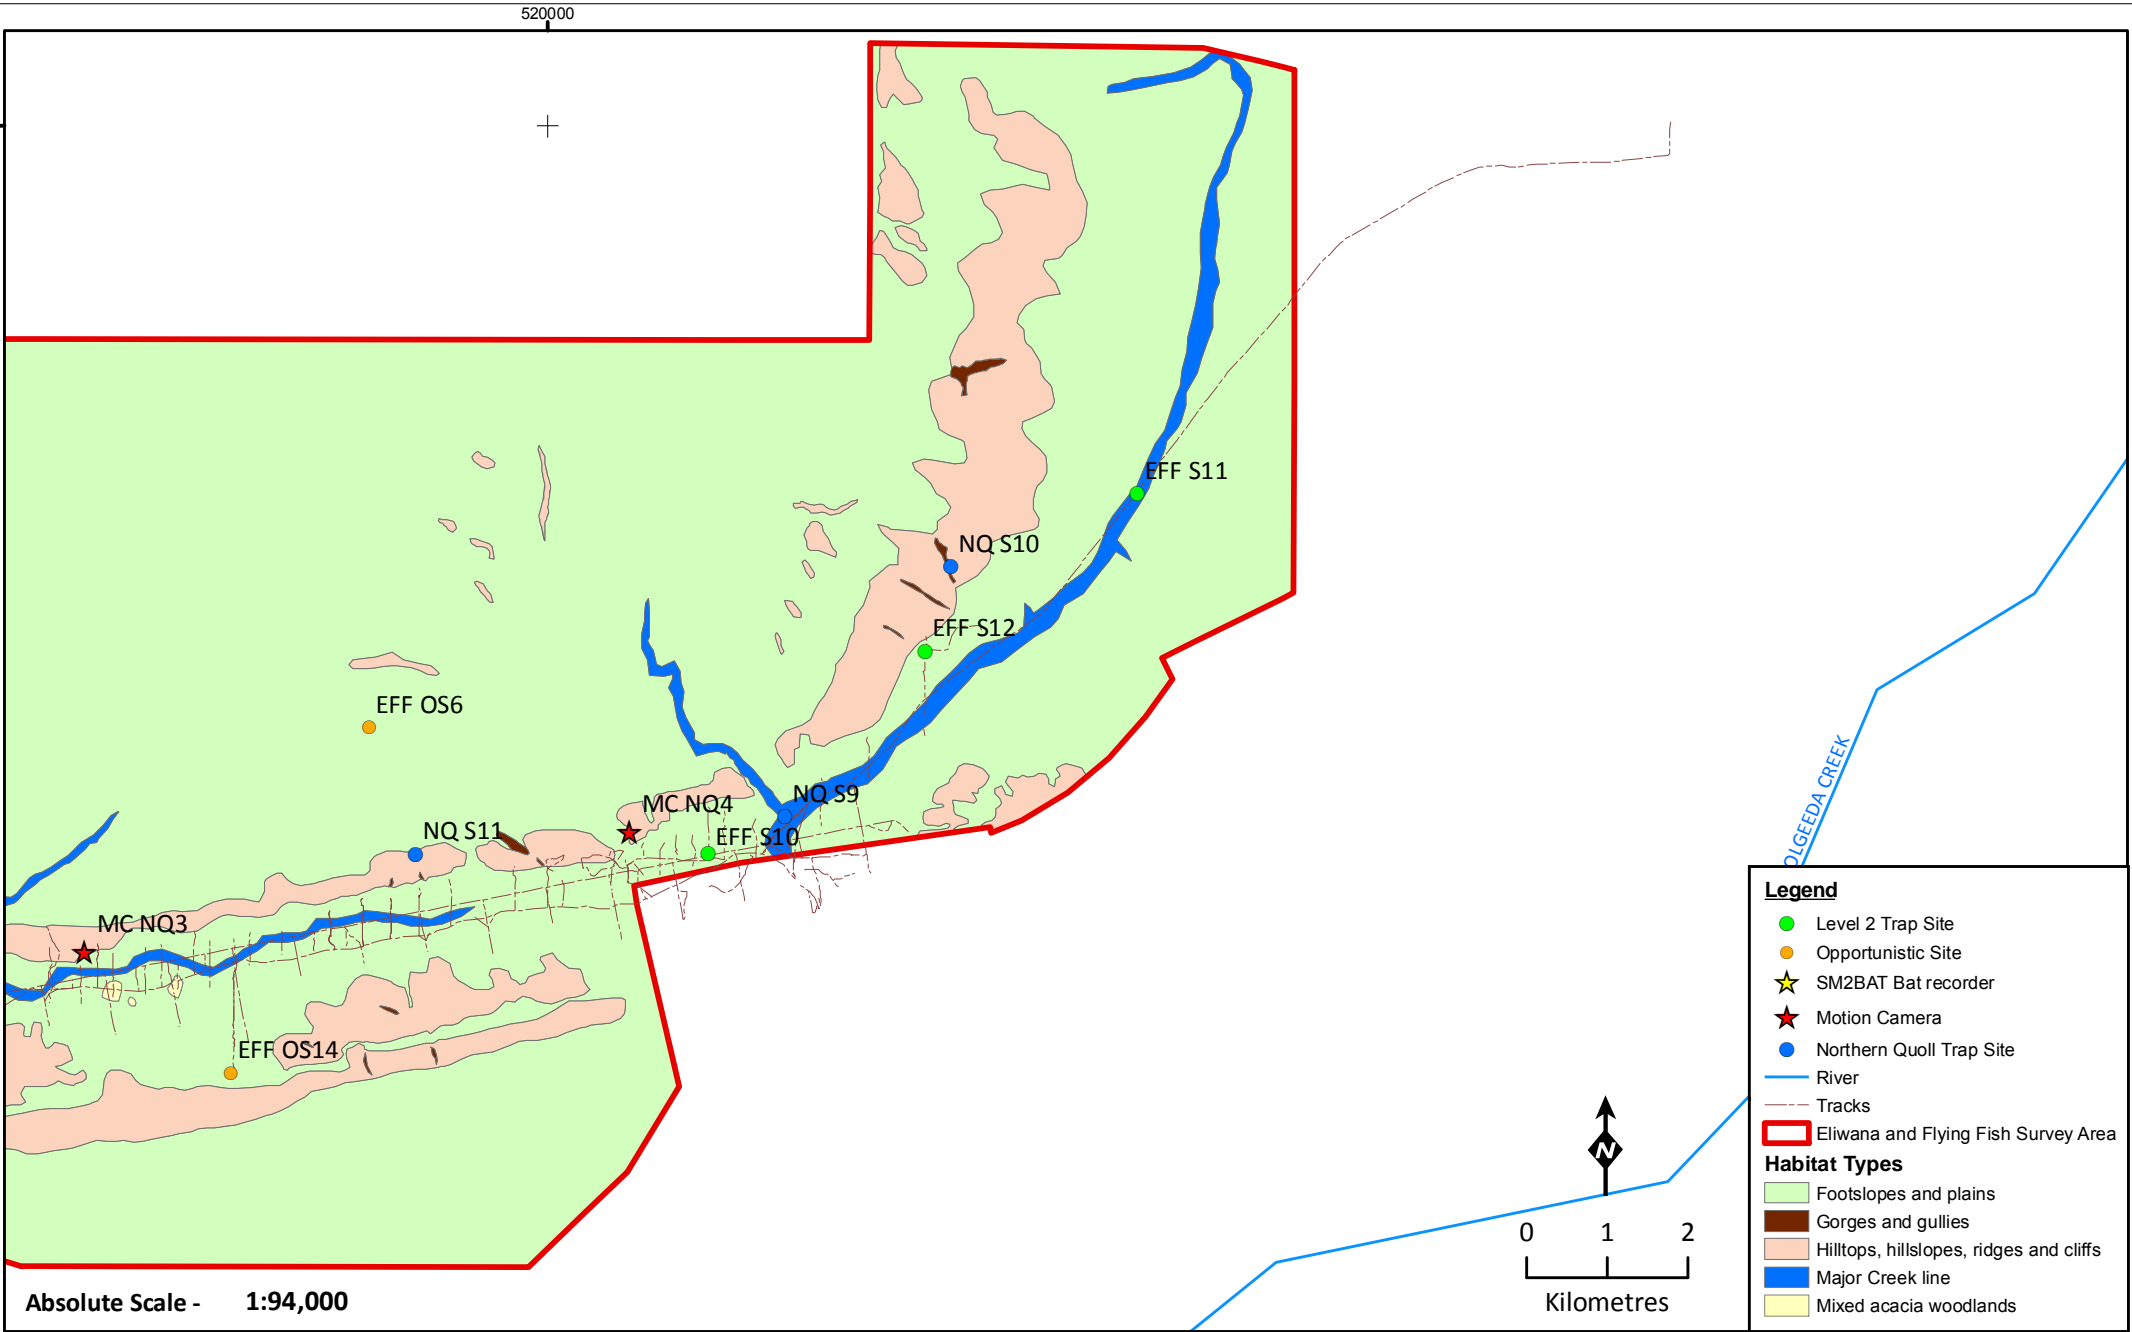 520000
EFF S11
NQ S10
EFF S12
EFF OS6
NQ S9
MC NQ4
NQ S11
EFF S10
MC NQ3
EFF OS14
OLGEEDA CREEK
N
0 1 2
Kilometres
Absolute Scale - 1:94,000
Legend
Level 2 Trap Site
Opportunistic Site
SM2BAT Bat recorder
Motion Camera
Northern Quoll Trap Site
River
Tracks
Eliwana and Flying Fish Survey Area
Habitat Types
Footslopes and plains
Gorges and gullies
Hilltops, hillslopes, ridges and cliffs
Major Creek line
Mixed acacia woodlands